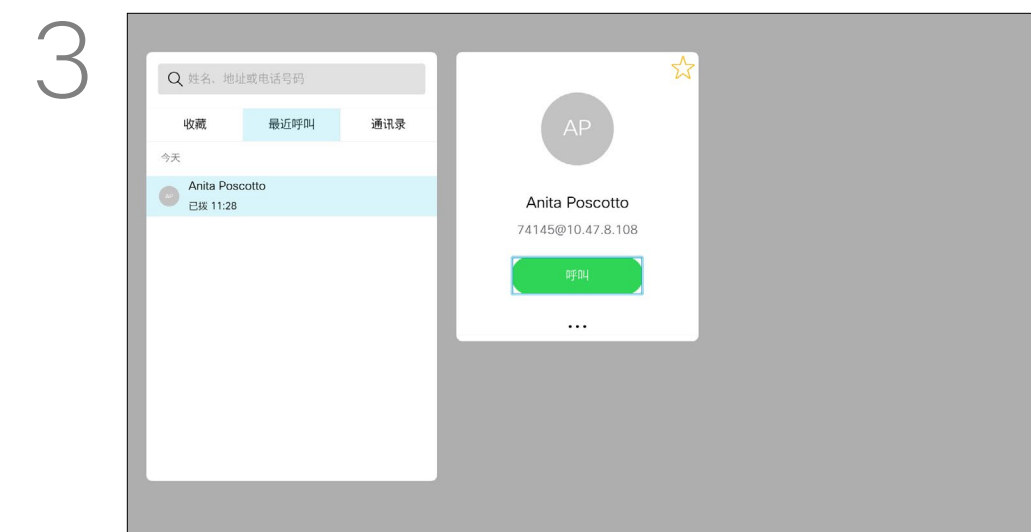 3
姓名、地址或电话号码
收藏 最近呼叫 通讯录
今天
AP Anita Poscotto
已拨 11:28
AP
Anita Poscotto
74145@10.47.8.108
呼叫
...